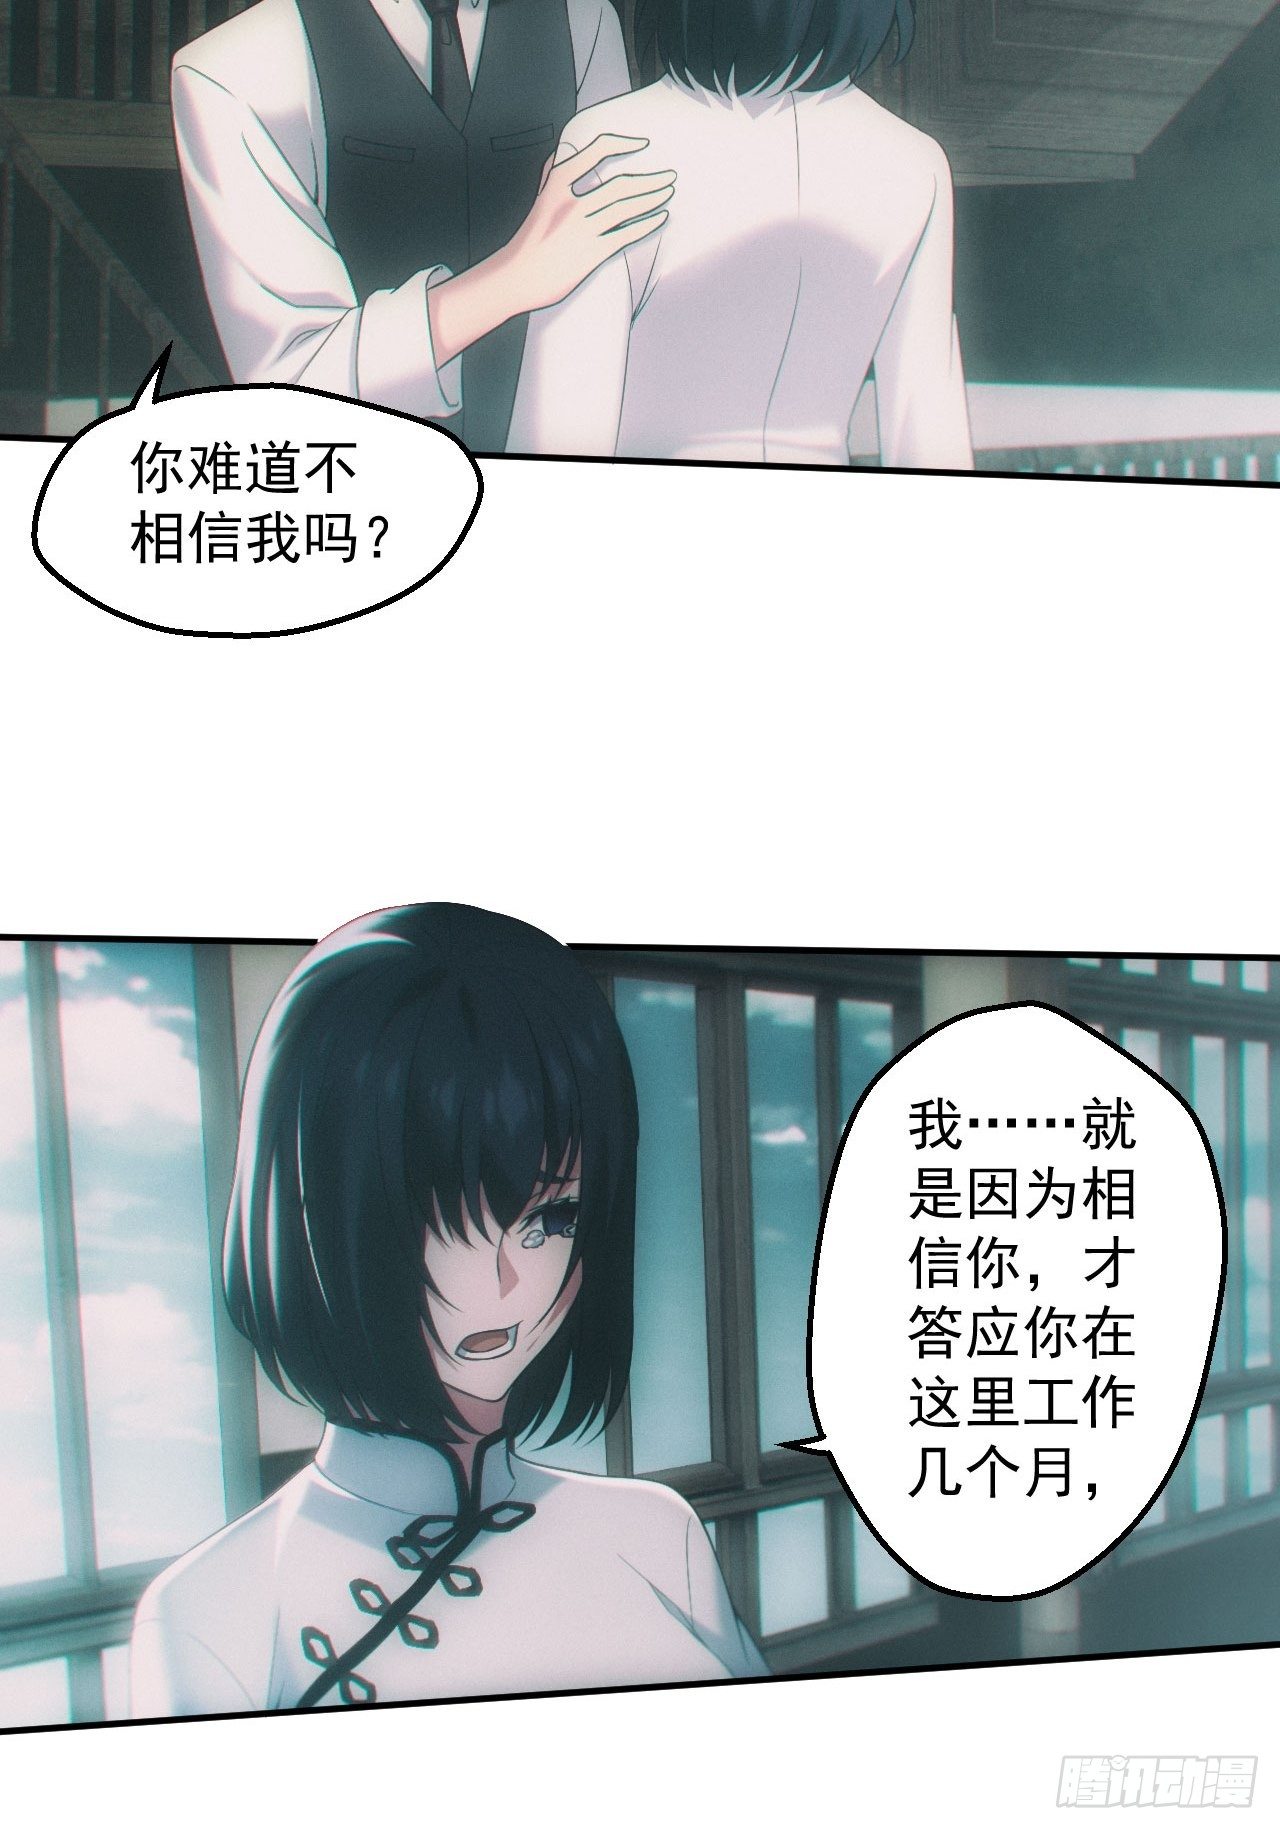 你难道不
相信我吗？
我……就
是因为相
信你，才
答应你在
这里工作
几个月，
腾讯动漫